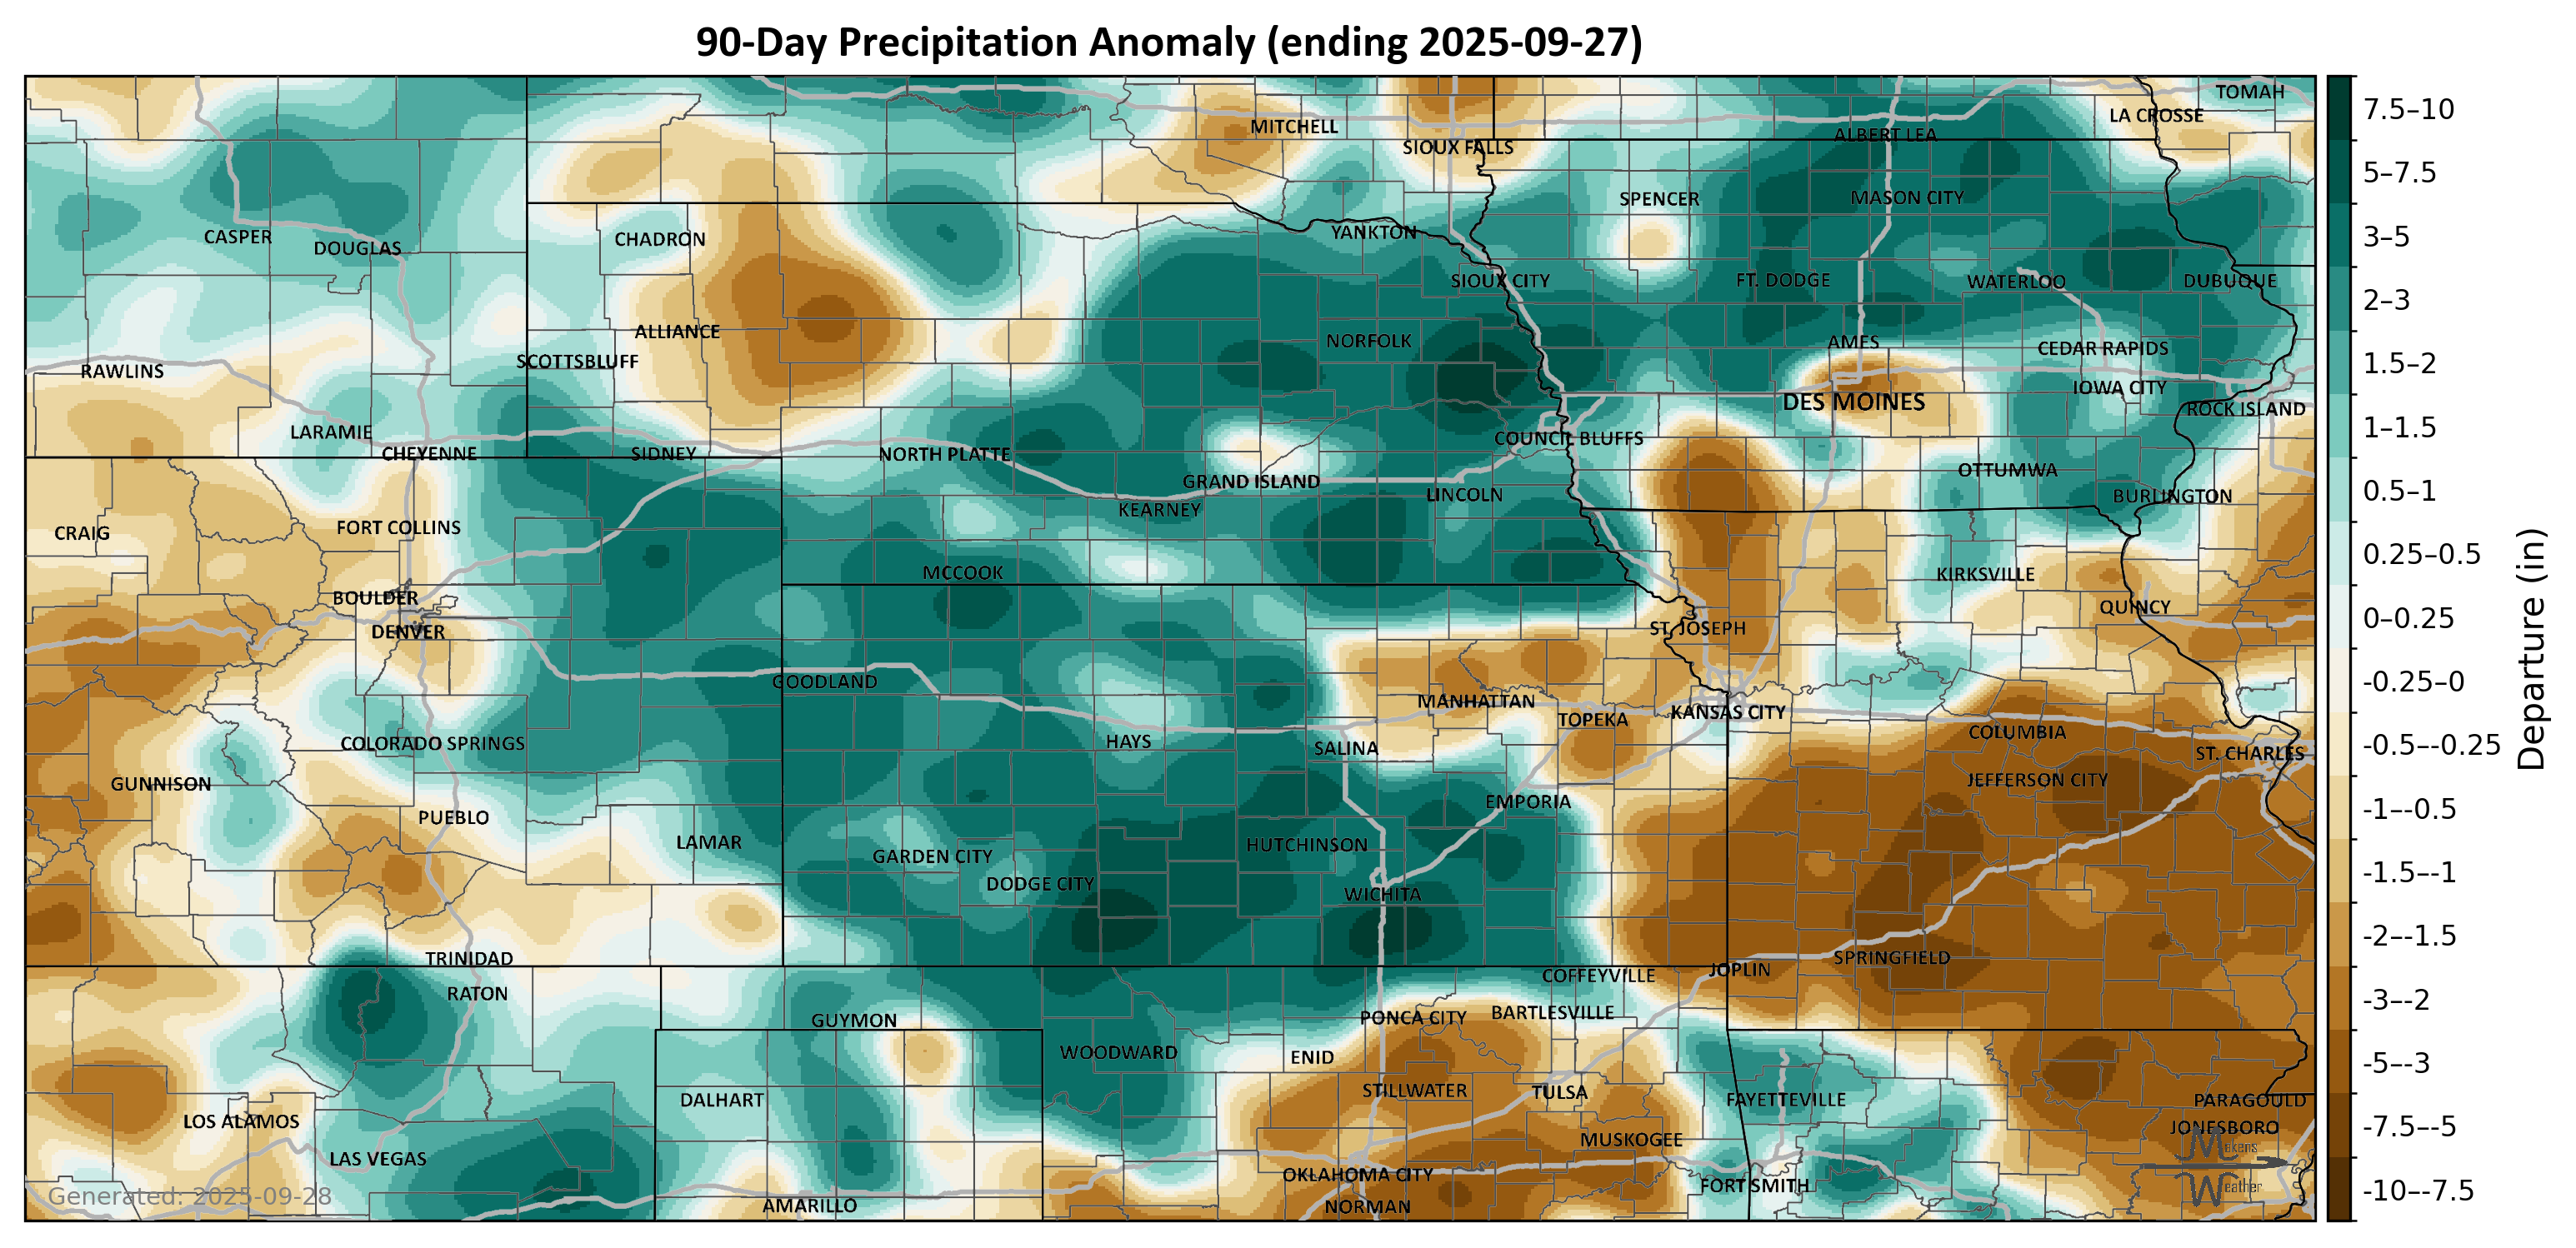 90-Day Precipitation Anomaly (ending 2025-09-27)
TOMAH
LA CROSSE
MITCHELL
ALBERT LEA
SIOUX FALLS
SPENCER
MASON CITY
YANKTON
CHADRON
CASPER
DOUGLAS
SIOUX CITY
FT. DODGE
WATERLOO
DUBUQUE
ALLIANCE
NORFOLK
AMES
CEDAR RAPIDS
SCOTTSBLUFF
RAWLINS
IOWA CITY
DES MOINES
ROCK ISLAND
LARAMIE
COUNCIL BLUFFS
CHEYENNE
SIDNEY
NORTH PLATTE
OTTUMWA
GRAND ISLAND
LINCOLN
BURLINGTON
KEARNEY
CRAIG
FORT COLLINS
MCCOOK
KIRKSVILLE
BOULDER
QUINCY
DENVER
ST. JOSEPH
GOODLAND
MANHATTAN
KANSAS CITY
TOPEKA
COLUMBIA
COLORADO SPRINGS
HAYS
SALINA
ST. CHARLES
GUNNISON
JEFFERSON CITY
EMPORIA
PUEBLO
LAMAR
HUTCHINSON
GARDEN CITY
DODGE CITY
WICHITA
TRINIDAD
SPRINGFIELD
JOPLIN
COFFEYVILLE
RATON
BARTLESVILLE
PONCA CITY
GUYMON
WOODWARD
ENID
STILLWATER
TULSA
DALHART
FAYETTEVILLE
PARAGOULD
LOS ALAMOS
JONESBORO
MUSKOGEE
LAS VEGAS
OKLAHOMA CITY
FORT SMITH
AMARILLO
NORMAN
Generated: 2025-09-28
Makens
Weather
7.5–10
5–7.5
3–5
2–3
1.5–2
1–1.5
0.5–1
0.25–0.5
0–0.25
-0.25–0
-0.5–-0.25
-1–-0.5
-1.5–-1
-2–-1.5
-3–-2
-5–-3
-7.5–-5
-10–-7.5
Departure (in)